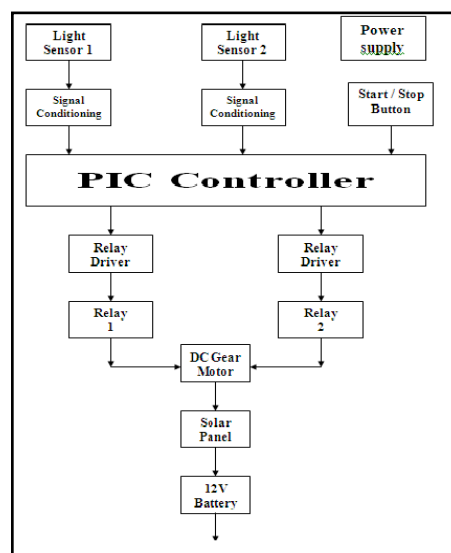 Light
Sensor 1
Light
Sensor 2
Power
supply
Signal
Conditioning
Signal
Conditioning
Start / Stop
Button
PIC Controller
Relay
Driver
Relay
Driver
Relay
1
Relay
2
DC Gear
Motor
Solar
Panel
12V
Battery